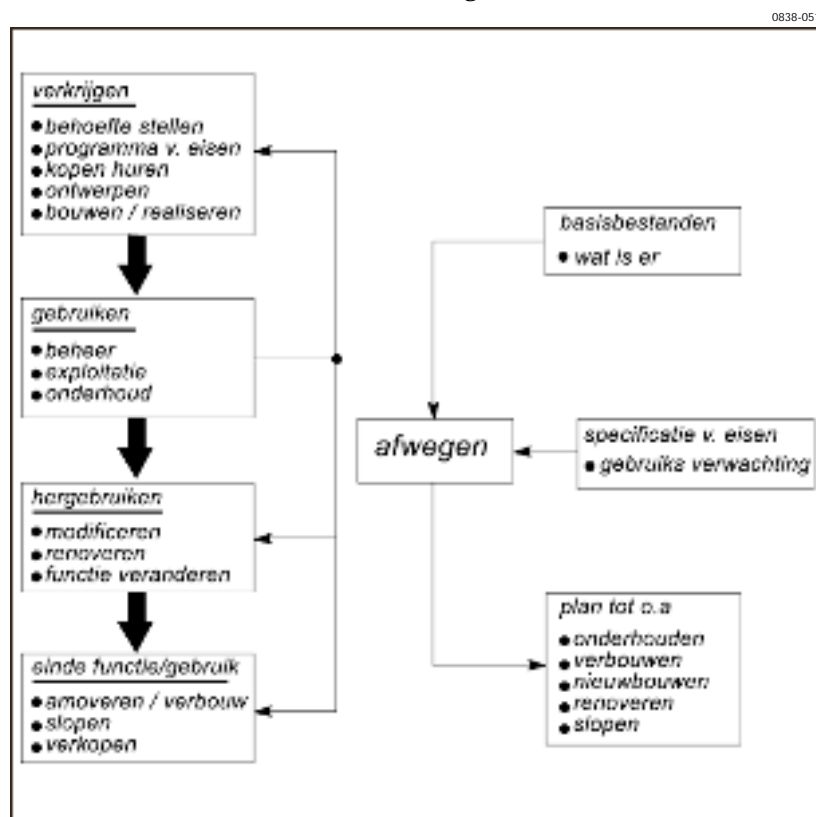 0838-051
verkrijgen
● behoefte stellen
● programma v. eisen
● kopen huren
● ontwerpen
● bouwen / realiseren
gebruiken
● beheer
● exploitatie
● onderhoud
hergebruiken
● modificeren
● renoveren
● functie veranderen
einde functie/gebruik
● amoveren / verbouw
● slopen
● verkopen
basisbestanden
● wat is er
afwegen
specificatie v. eisen
● gebruiks verwachting
plan tot o.a
● onderhouden
● verbouwen
● nieuwbouwen
● renoveren
● slopen